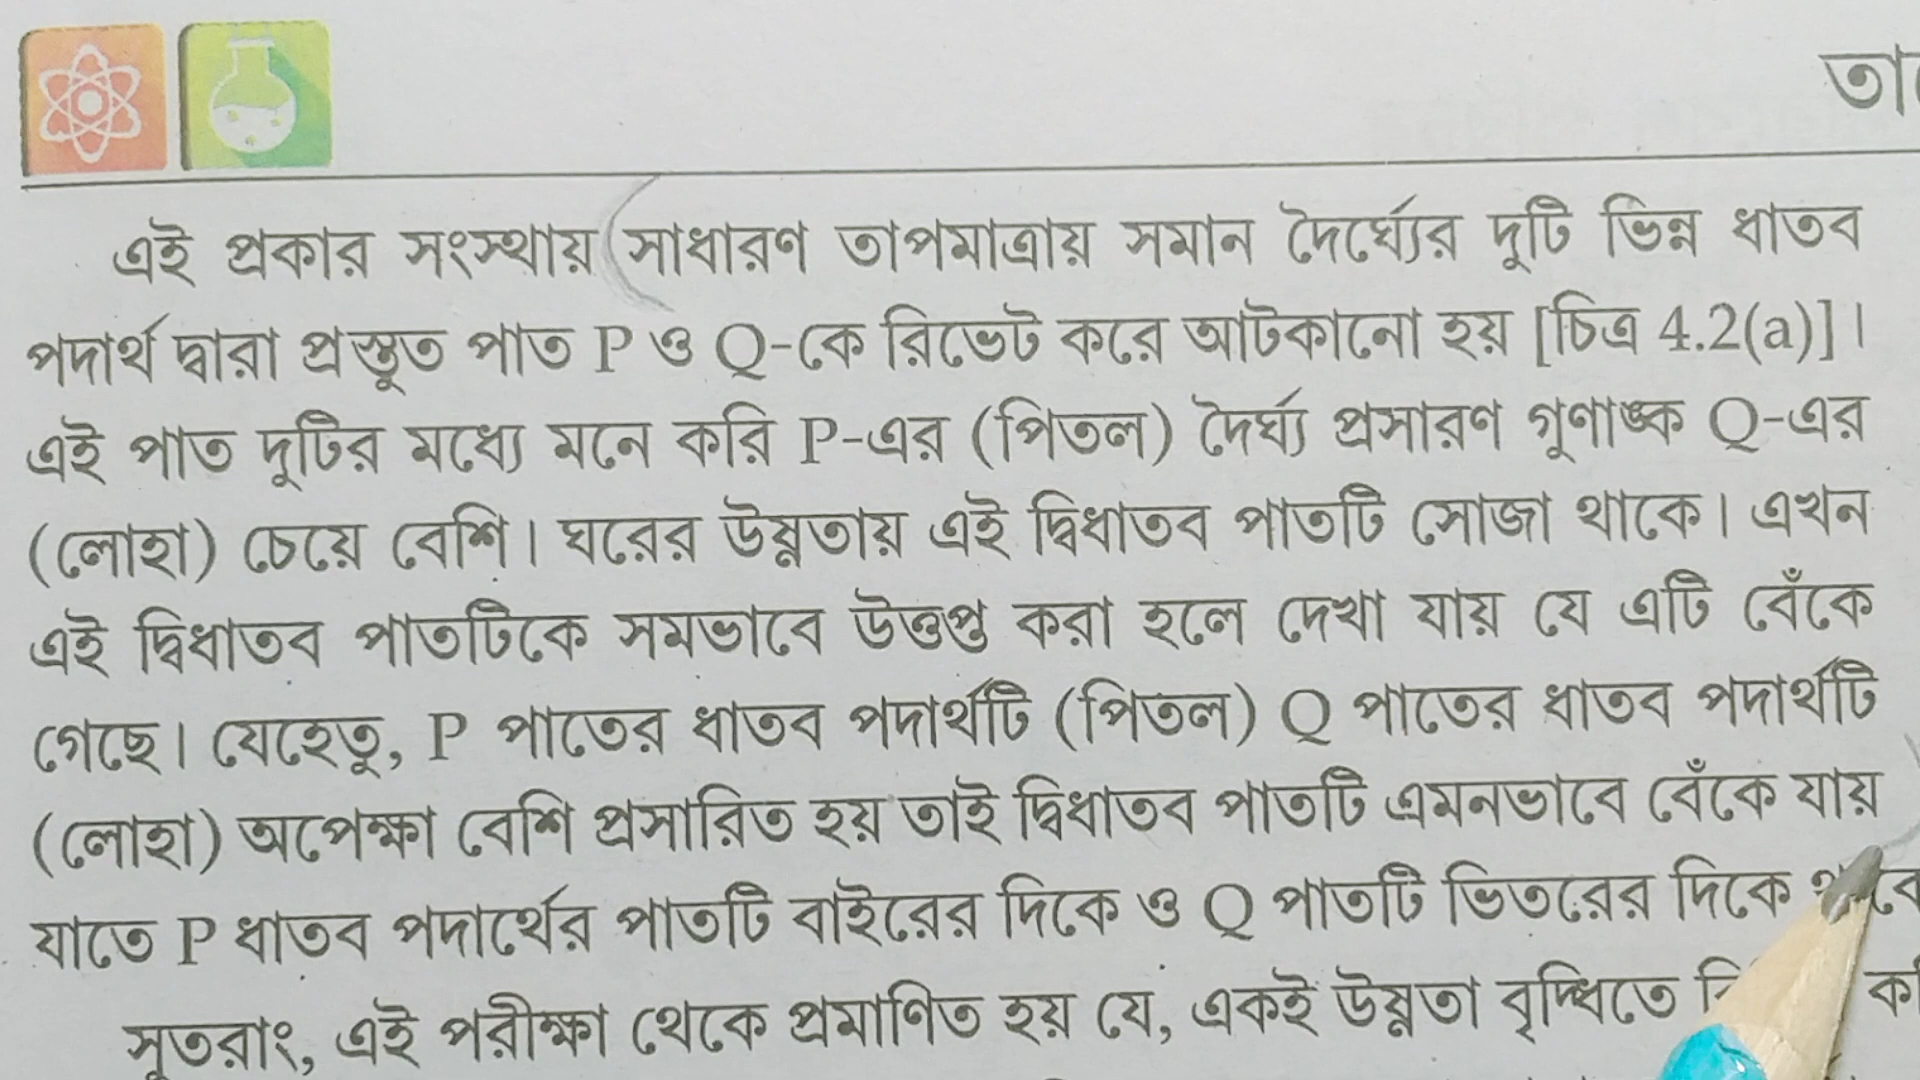 এই প্রকার সংস্থায় সাধারণ তাপমাত্রায় সমান দৈর্ঘ্যের দুটি ভিন্ন ধাতব
পদার্থ দ্বারা প্রস্তুত পাত P ও Q-কে রিভেট করে আটকানো হয় [চিত্র 4.2(a)]।
এই পাত দুটির মধ্যে মনে করি P-এর (পিতল) দৈর্ঘ্য প্রসারণ গুণাঙ্ক Q-এর
(লোহা) চেয়ে বেশি। ঘরের উষ্ণতায় এই দ্বিধাতব পাতটি সোজা থাকে। এখন
এই দ্বিধাতব পাতটিকে সমভাবে উত্তপ্ত করা হলে দেখা যায় যে এটি বেঁকে
গেছে। যেহেতু, P পাতের ধাতব পদার্থটি (পিতল) Q পাতের ধাতব পদার্থটি
(লোহা) অপেক্ষা বেশি প্রসারিত হয় তাই দ্বিধাতব পাতটি এমনভাবে বেঁকে যায়
যাতে P ধাতব পদার্থের পাতটি বাইরের দিকে ও Q পাতটি ভিতরের দিকে
সুতরাং, এই পরীক্ষা থেকে প্রমাণিত হয় যে, একই উষ্ণতা বৃদ্ধিতে